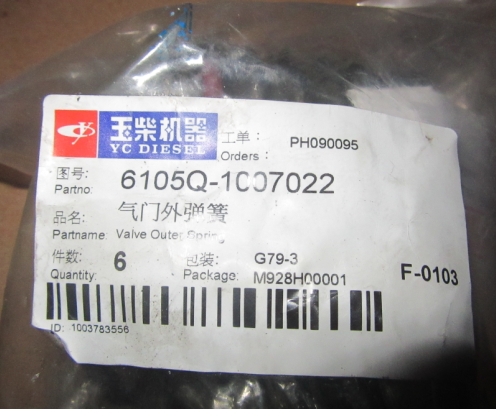 玉柴机器
YC DIESEL
工单: PH090095
Orders:
图号:
Partno: 6105Q-1007022
品名: 气门外弹簧
Partname: Valve Outer Spring
件数: 6 包装: G79-3
Quantity: Package: M928H00001 F-0103
ID: 1003783556